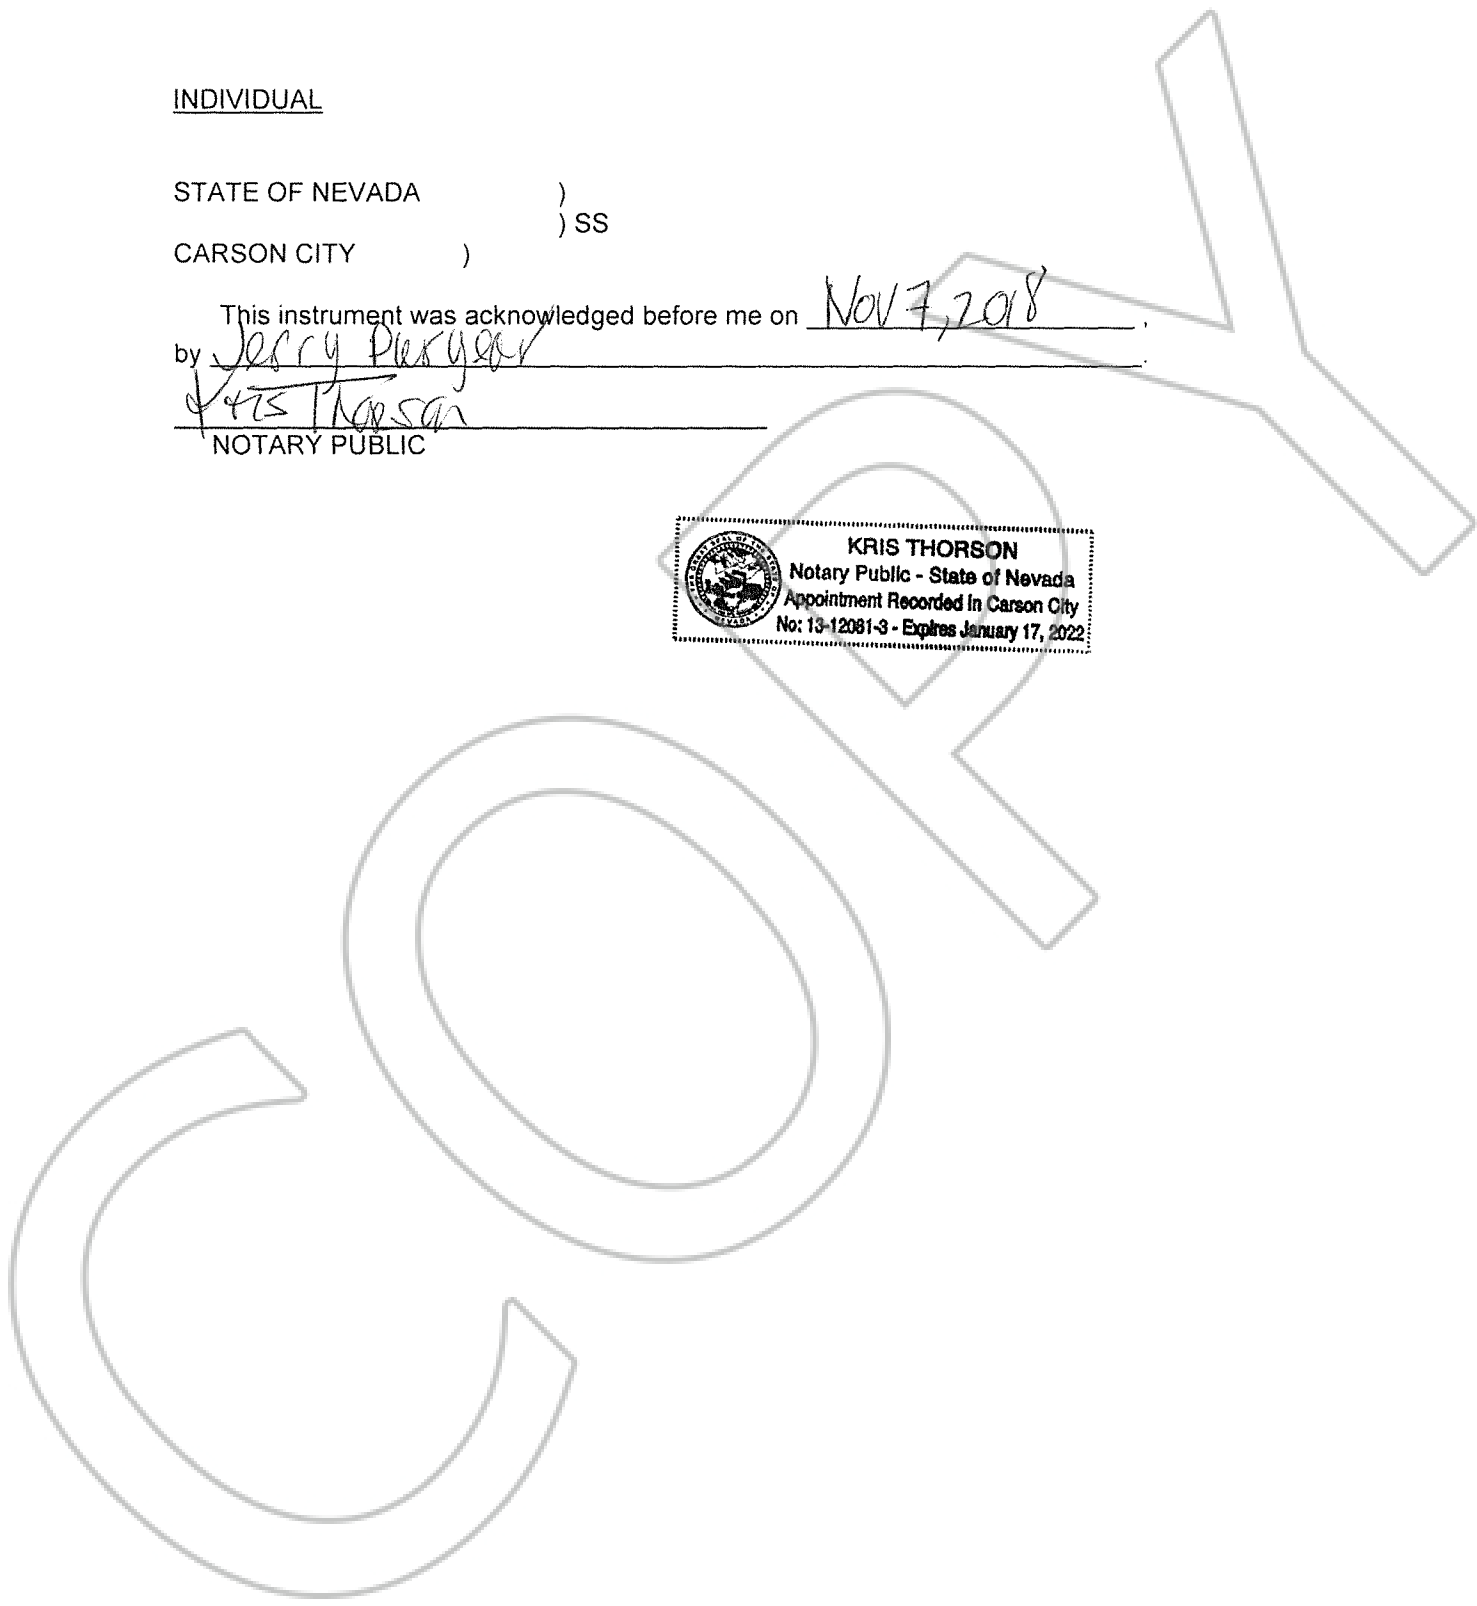 INDIVIDUAL
STATE OF NEVADA )
) SS
CARSON CITY )
This instrument was acknowledged before me on Nov 7, 2018 .
by Jerry Puryear .
Kris Thorson
NOTARY PUBLIC
KRIS THORSON
Notary Public - State of Nevada
Appointment Recorded in Carson City
No: 13-12081-3 - Expires January 17, 2022
COPY